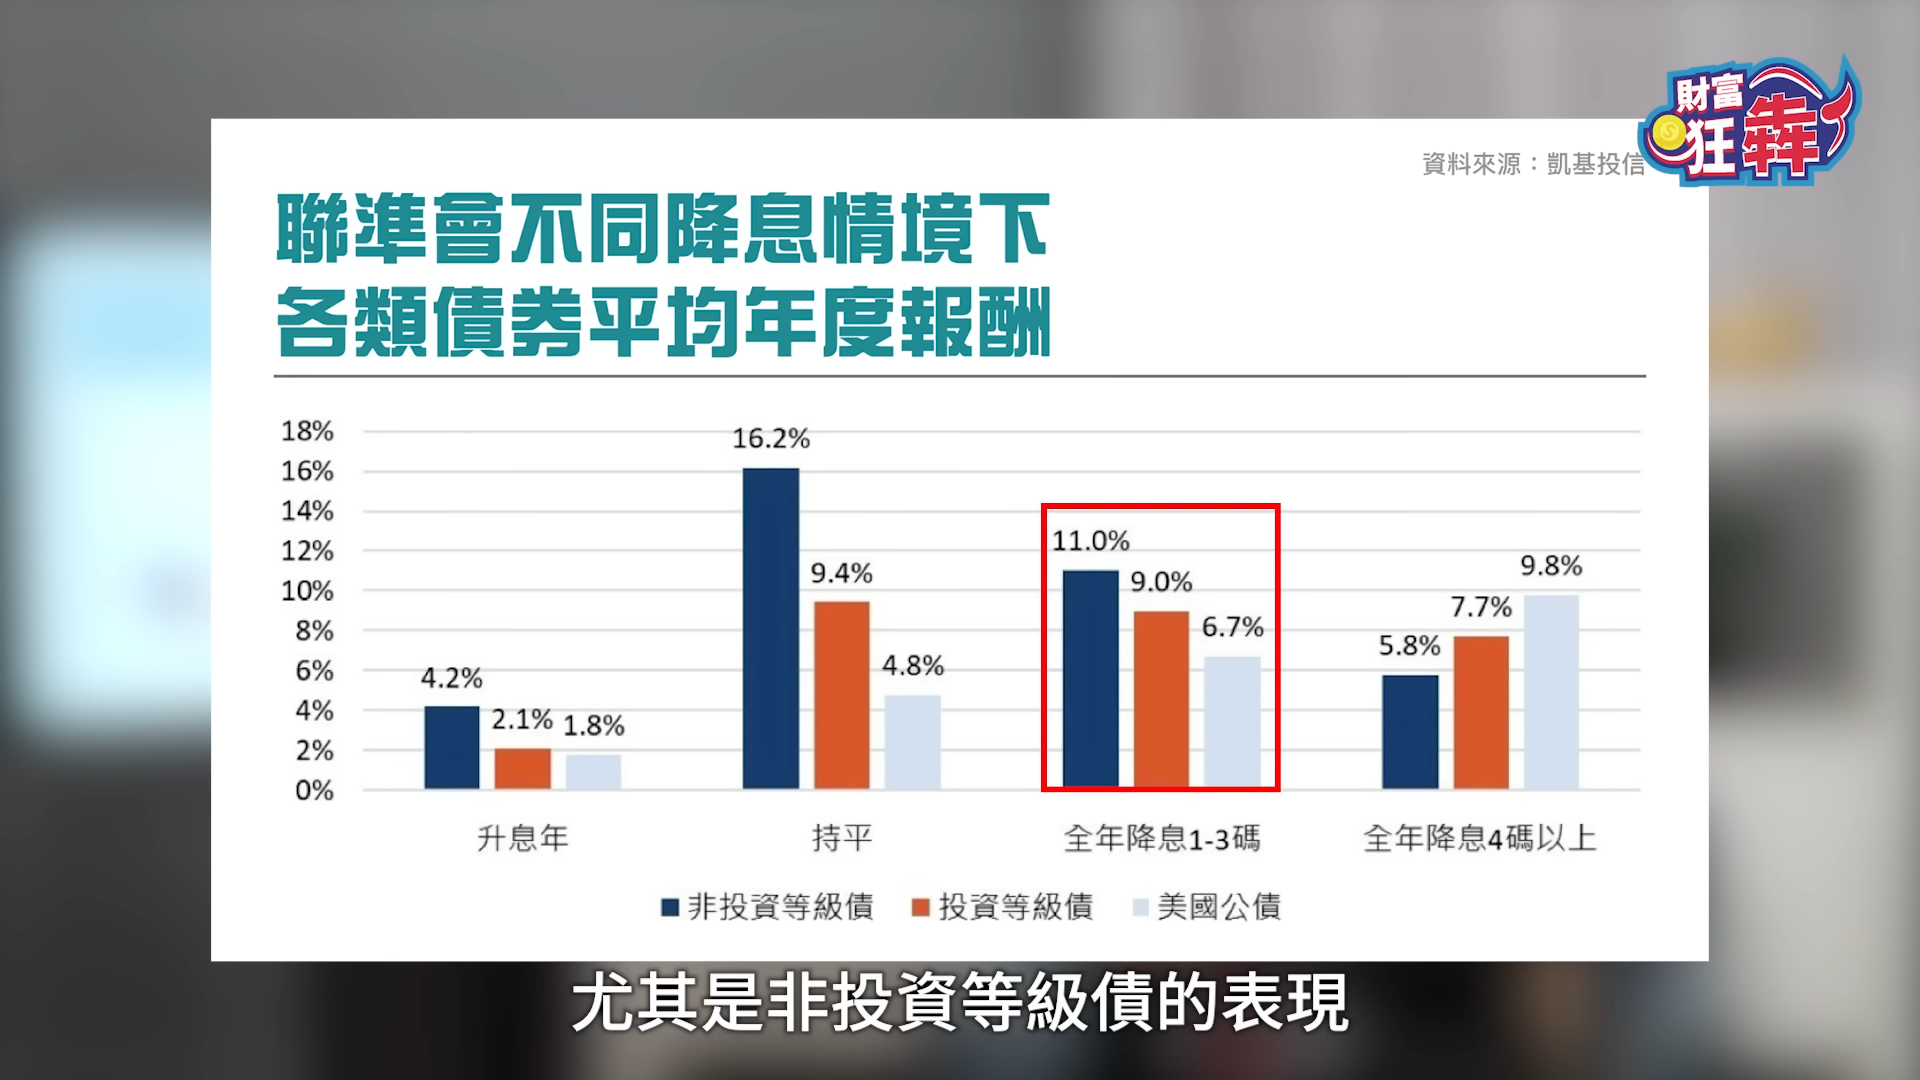 財富
狂犇
資料來源：凱基投信
聯準會不同降息情境下
各類債券平均年度報酬
18%
16%
14%
12%
10%
8%
6%
4%
2%
0%
4.2%
2.1%
1.8%
16.2%
9.4%
4.8%
11.0%
9.0%
6.7%
5.8%
7.7%
9.8%
升息年
持平
全年降息1-3碼
全年降息4碼以上
非投資等級債
投資等級債
美國公債
尤其是非投資等級債的表現